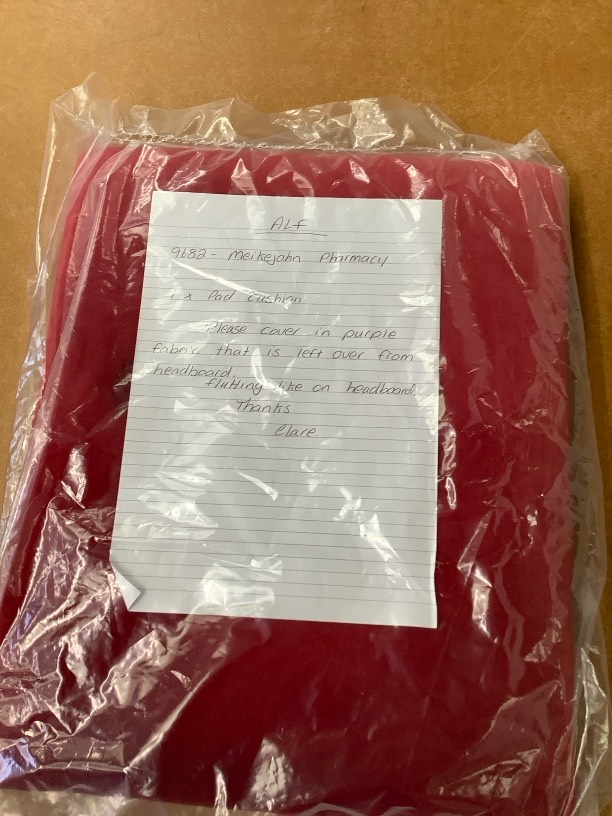 ALF
9682 - Meikejohn Pharmacy
1 x Pad Cushion
Please cover in purple
fabric that is left over from
headboard.
flutting like on headboard.
Thanks
Clare.